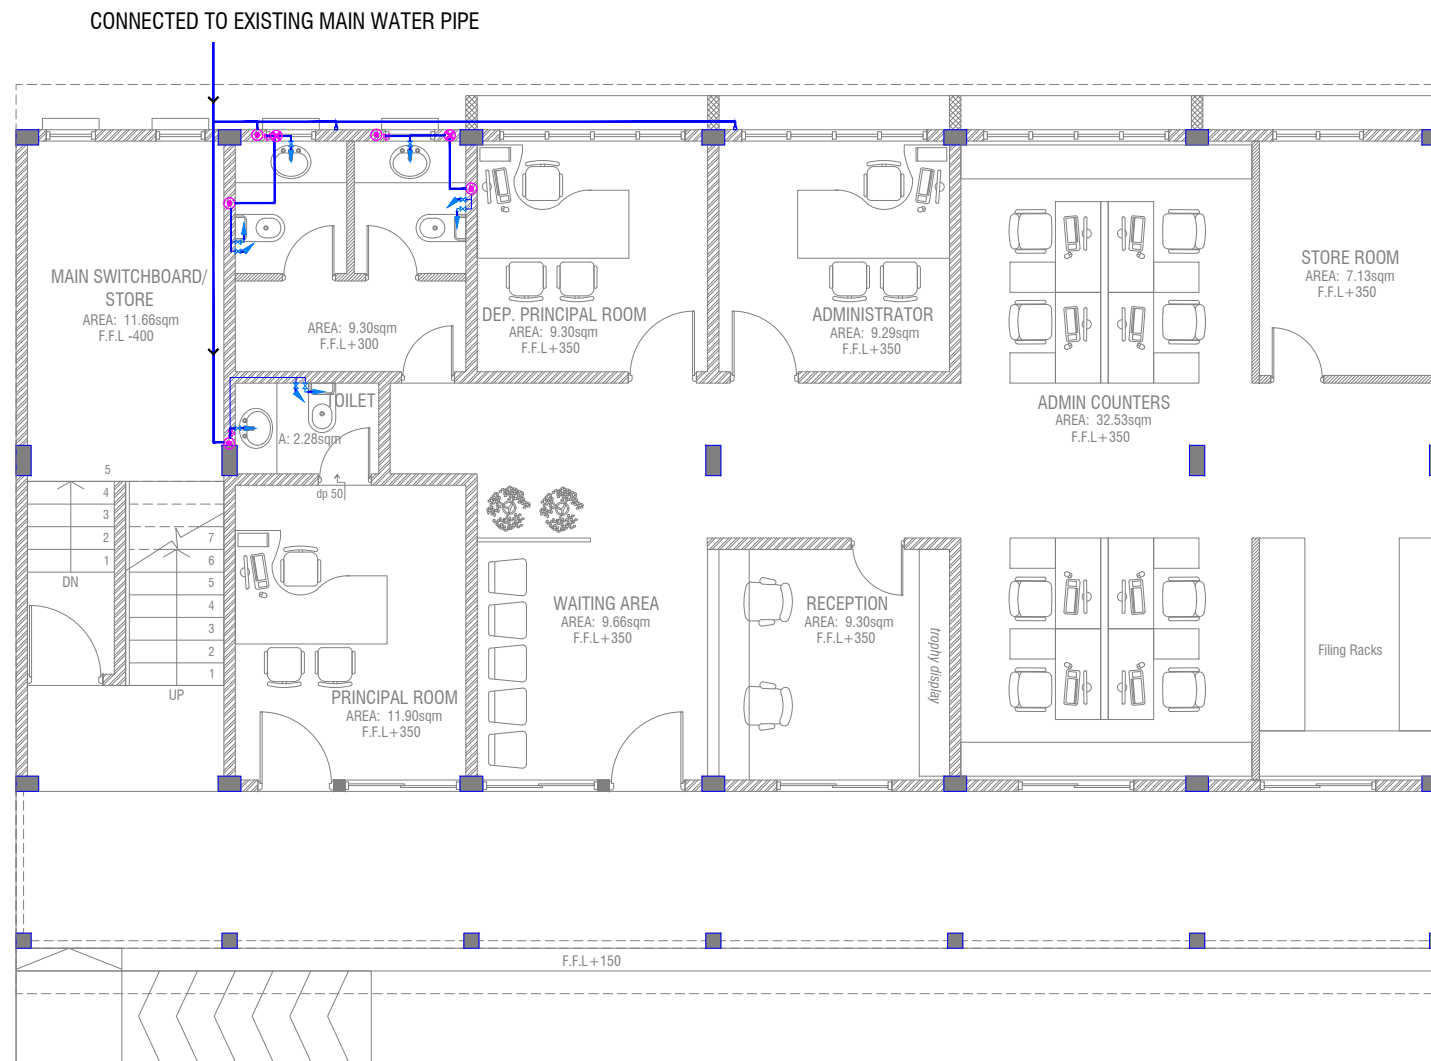 CONNECTED TO EXISTING MAIN WATER PIPE
MAIN SWITCHBOARD/
STORE
AREA: 11.66sqm
F.F.L -400
AREA: 9.30sqm
F.F.L+300
DEP. PRINCIPAL ROOM
AREA: 9.30sqm
F.F.L+350
ADMINISTRATOR
AREA: 9.29sqm
F.F.L+350
STORE ROOM
AREA: 7.13sqm
F.F.L+350
TOILET
A: 2.28sqm
dp 50
ADMIN COUNTERS
AREA: 32.53sqm
F.F.L+350
5
4
3
2
1
DN
7
6
5
4
3
2
1
UP
WAITING AREA
AREA: 9.66sqm
F.F.L+350
RECEPTION
AREA: 9.30sqm
F.F.L+350
trophy display
Filing Racks
PRINCIPAL ROOM
AREA: 11.90sqm
F.F.L+350
F.F.L+150